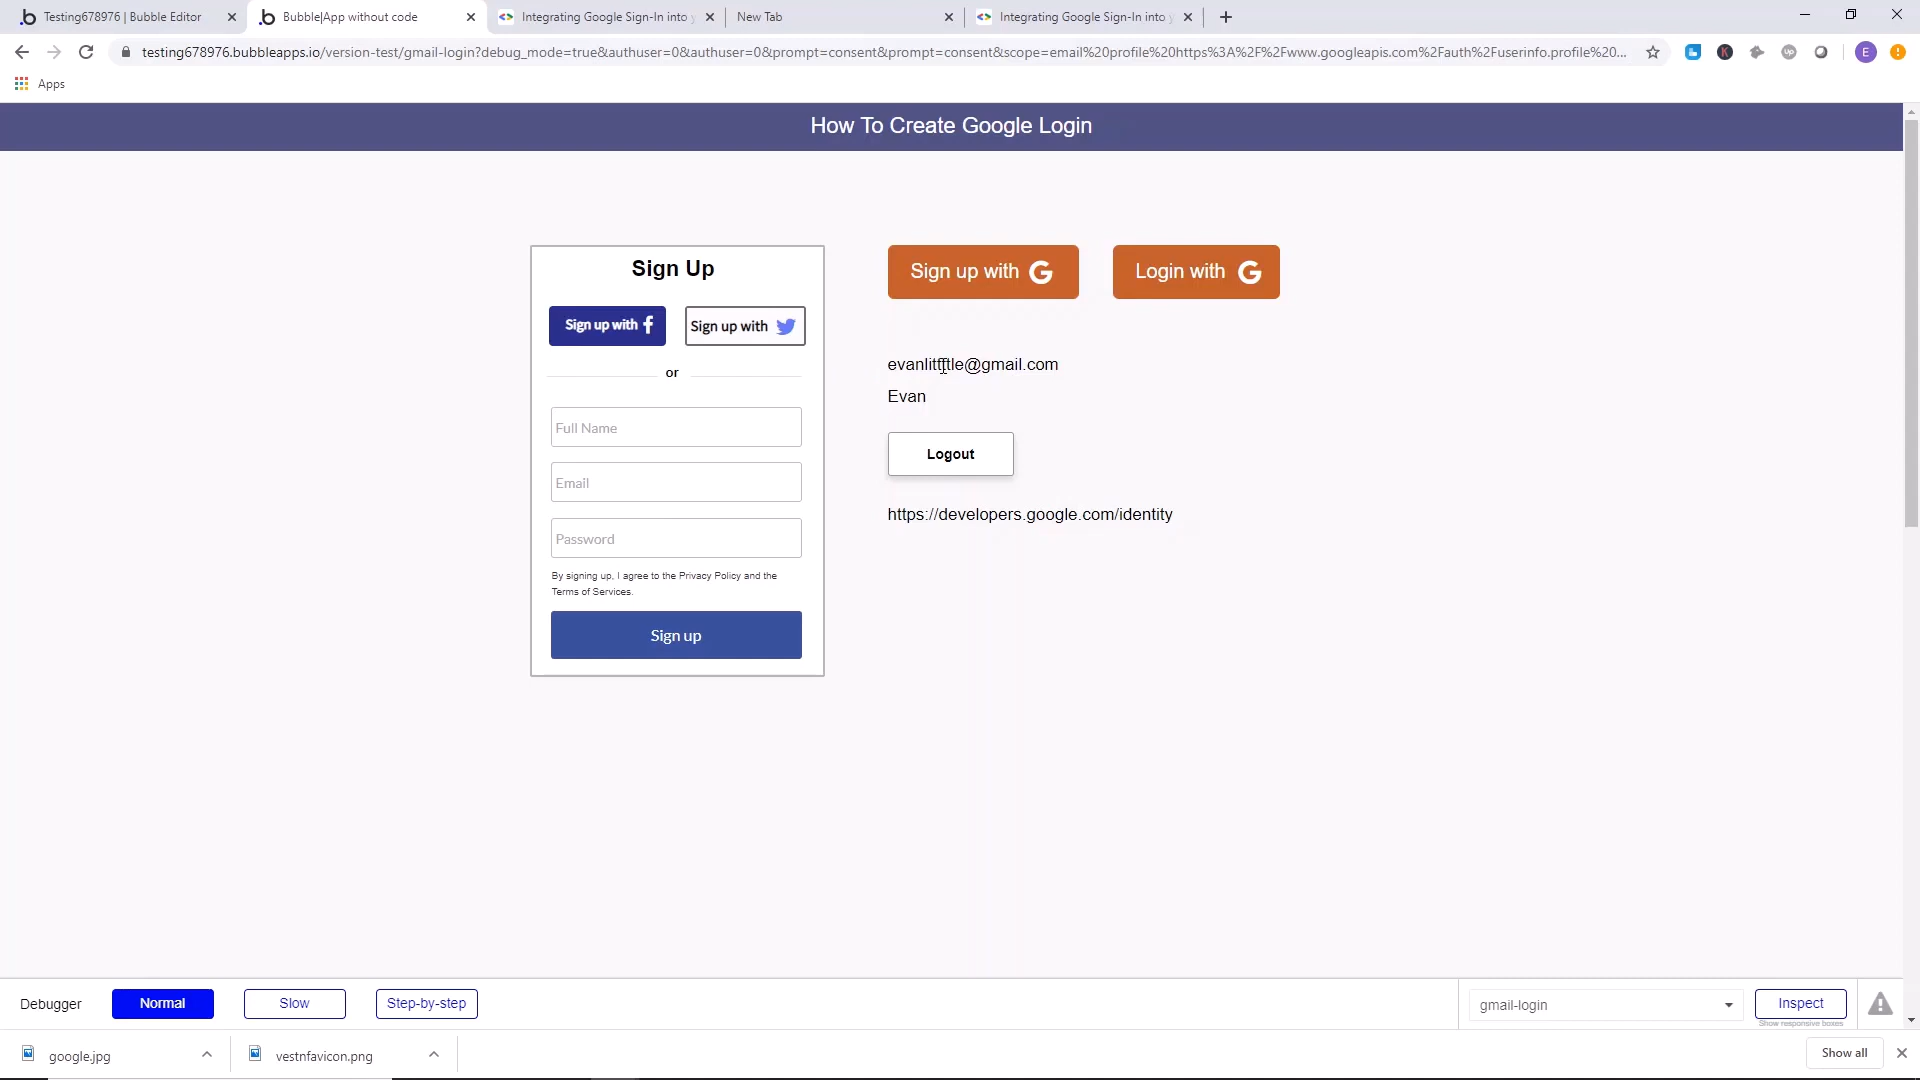 Testing678976 | Bubble Editor
Bubble|App without code
Integrating Google Sign-In into y
New Tab
Integrating Google Sign-In into y
testing678976.bubbleapps.io/version-test/gmail-login?debug_mode=true&authuser=0&authuser=0&prompt=consent&prompt=consent&scope=email%20profile%20https%3A%2F%2Fwww.googleapis.com%2Fauth%2Fuserinfo.profile%20...
E
Apps
How To Create Google Login
Sign Up
Sign up with
Sign up with
or
Full Name
Email
Password
By signing up, I agree to the Privacy Policy and the
Terms of Services.
Sign up
Sign up with G
Login with G
evanlittttle@gmail.com
Evan
Logout
https://developers.google.com/identity
Debugger
Normal
Slow
Step-by-step
gmail-login
Inspect
Show responsive boxes
google.jpg
vestnfavicon.png
Show all